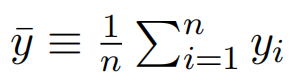 ȳ ≡ 1/n ∑ᵢ₌₁ⁿ yᵢ